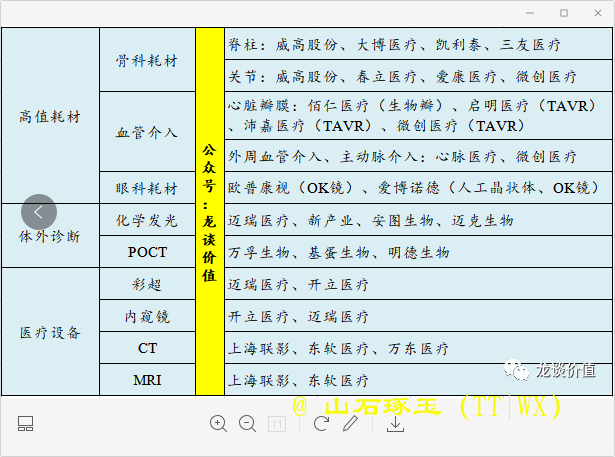 高值耗材
骨科耗材
脊柱：威高股份、大博医疗、凯利泰、三友医疗
关节：威高股份、春立医疗、爱康医疗、微创医疗
血管介入
心脏瓣膜：佰仁医疗（生物瓣）、启明医疗（TAVR）
、沛嘉医疗（TAVR）、微创医疗（TAVR）
外周血管介入、主动脉介入：心脉医疗、微创医疗
眼科耗材
欧普康视（OK镜）、爱博诺德（人工晶状体、OK镜）
公众号：龙谈价值
体外诊断
化学发光
迈瑞医疗、新产业、安图生物、迈克生物
POCT
万孚生物、基蛋生物、明德生物
医疗设备
彩超
迈瑞医疗、开立医疗
内窥镜
开立医疗、迈瑞医疗
CT
上海联影、东软医疗、万东医疗
MRI
上海联影、东软医疗
龙谈价值
@ 山石琢玉 (TT|WX)
1:1